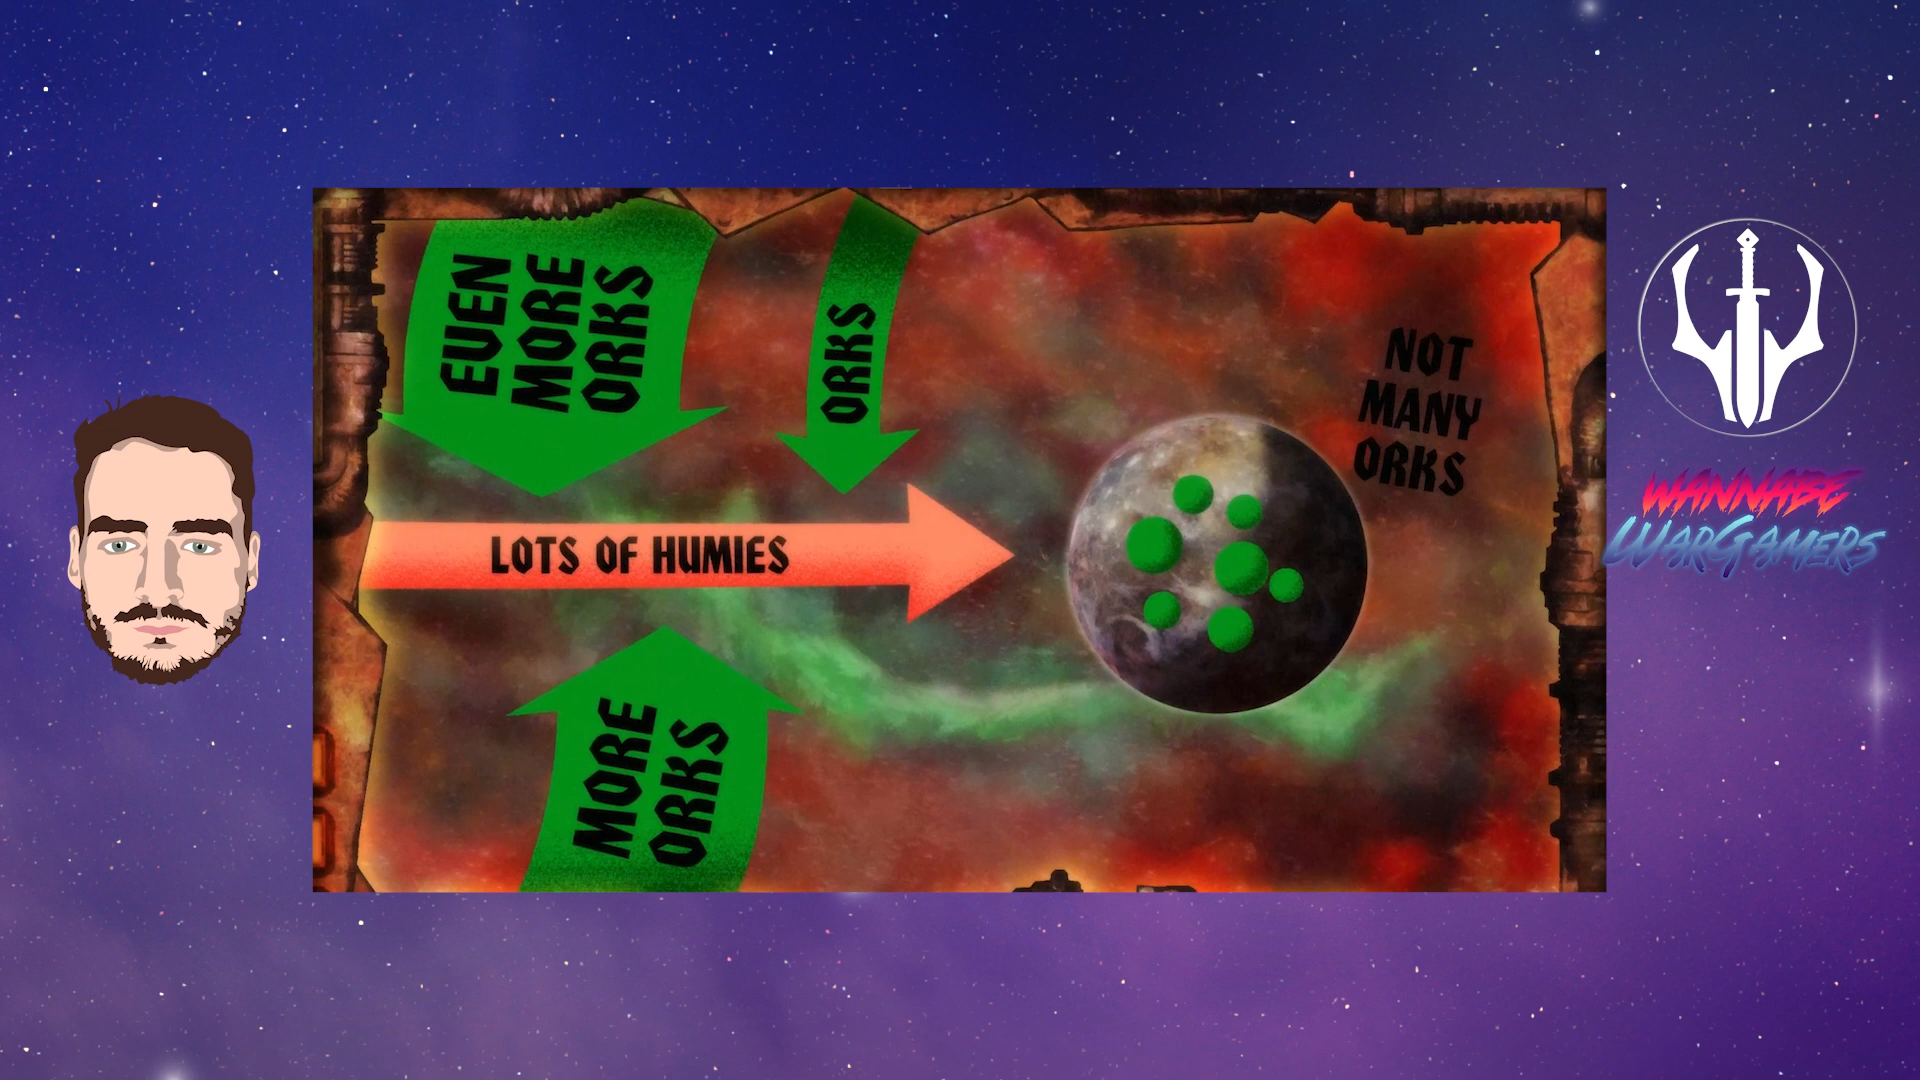 EVEN
MORE
ORKS
ORKS
NOT
MANY
ORKS
LOTS OF HUMIES
MORE
ORKS
WANNABE
WARGAMERS